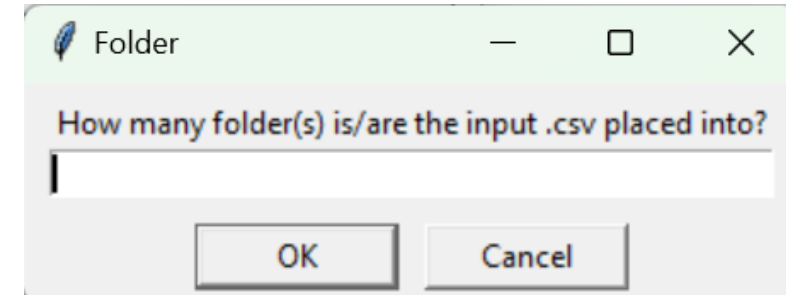 Folder
How many folder(s) is/are the input .csv placed into?
OK Cancel